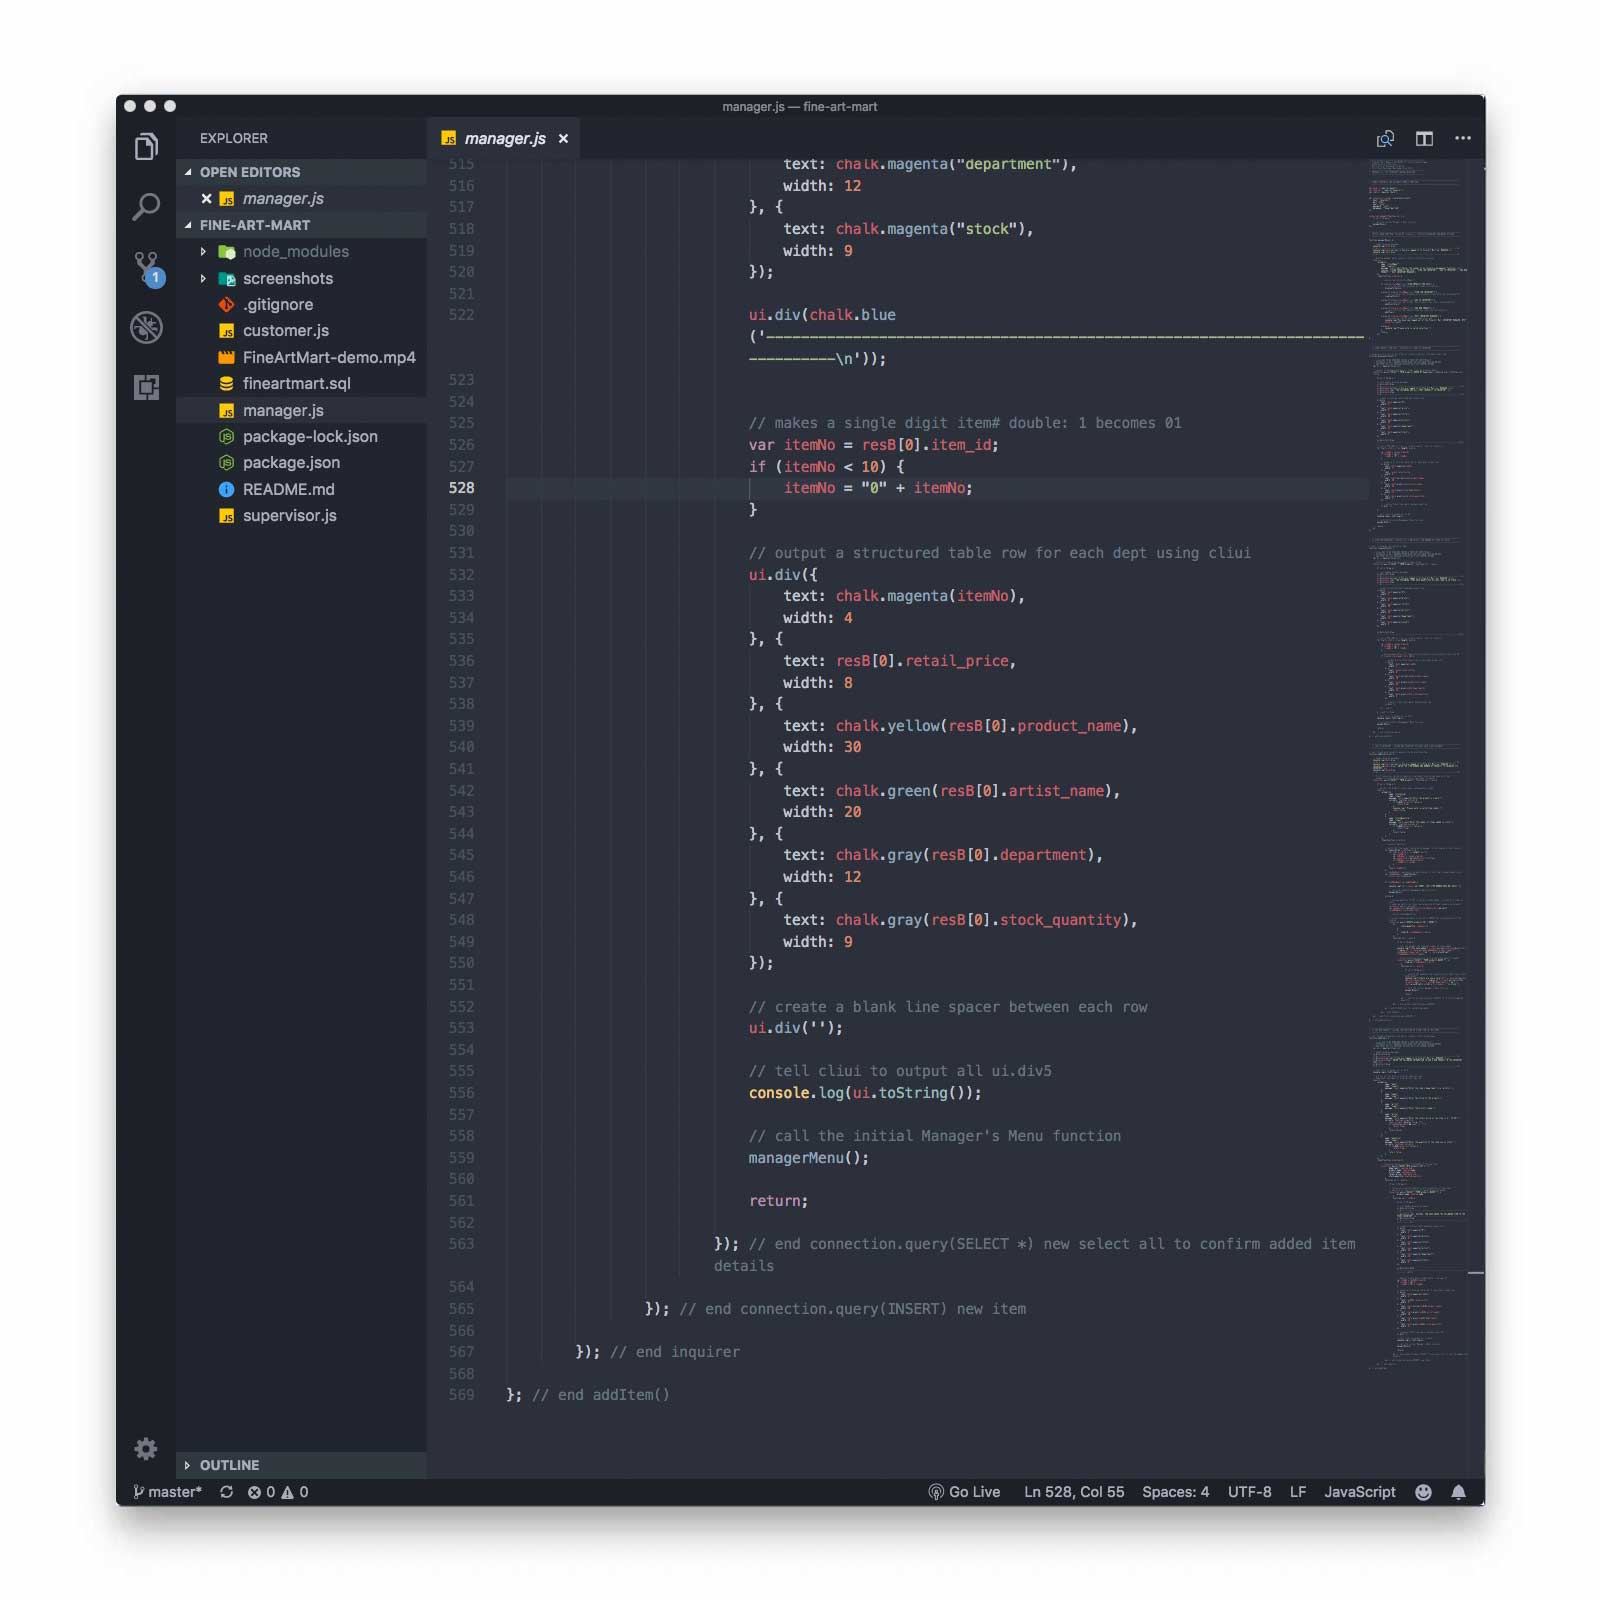 manager.js — fine-art-mart
EXPLORER
OPEN EDITORS
manager.js
FINE-ART-MART
node_modules
screenshots
.gitignore
customer.js
FineArtMart-demo.mp4
fineartmart.sql
manager.js
package-lock.json
package.json
README.md
supervisor.js
OUTLINE
1
manager.js
515 text: chalk.magenta("department"),
516 width: 12
517 }, {
518 text: chalk.magenta("stock"),
519 width: 9
520 });
521
522 ui.div(chalk.blue
('—————————————————————————————————————————————————————————————————————
——————————\n'));
523
524
525 // makes a single digit item# double: 1 becomes 01
526 var itemNo = resB[0].item_id;
527 if (itemNo < 10) {
528 itemNo = "0" + itemNo;
529 }
530
531 // output a structured table row for each dept using cliui
532 ui.div({
533 text: chalk.magenta(itemNo),
534 width: 4
535 }, {
536 text: resB[0].retail_price,
537 width: 8
538 }, {
539 text: chalk.yellow(resB[0].product_name),
540 width: 30
541 }, {
542 text: chalk.green(resB[0].artist_name),
543 width: 20
544 }, {
545 text: chalk.gray(resB[0].department),
546 width: 12
547 }, {
548 text: chalk.gray(resB[0].stock_quantity),
549 width: 9
550 });
551
552 // create a blank line spacer between each row
553 ui.div('');
554
555 // tell cliui to output all ui.div5
556 console.log(ui.toString());
557
558 // call the initial Manager's Menu function
559 managerMenu();
560
561 return;
562
563 }); // end connection.query(SELECT *) new select all to confirm added item
details
564
565 }); // end connection.query(INSERT) new item
566
567 }); // end inquirer
568
569 }; // end addItem()
master* 0 0 Go Live Ln 528, Col 55 Spaces: 4 UTF-8 LF JavaScript